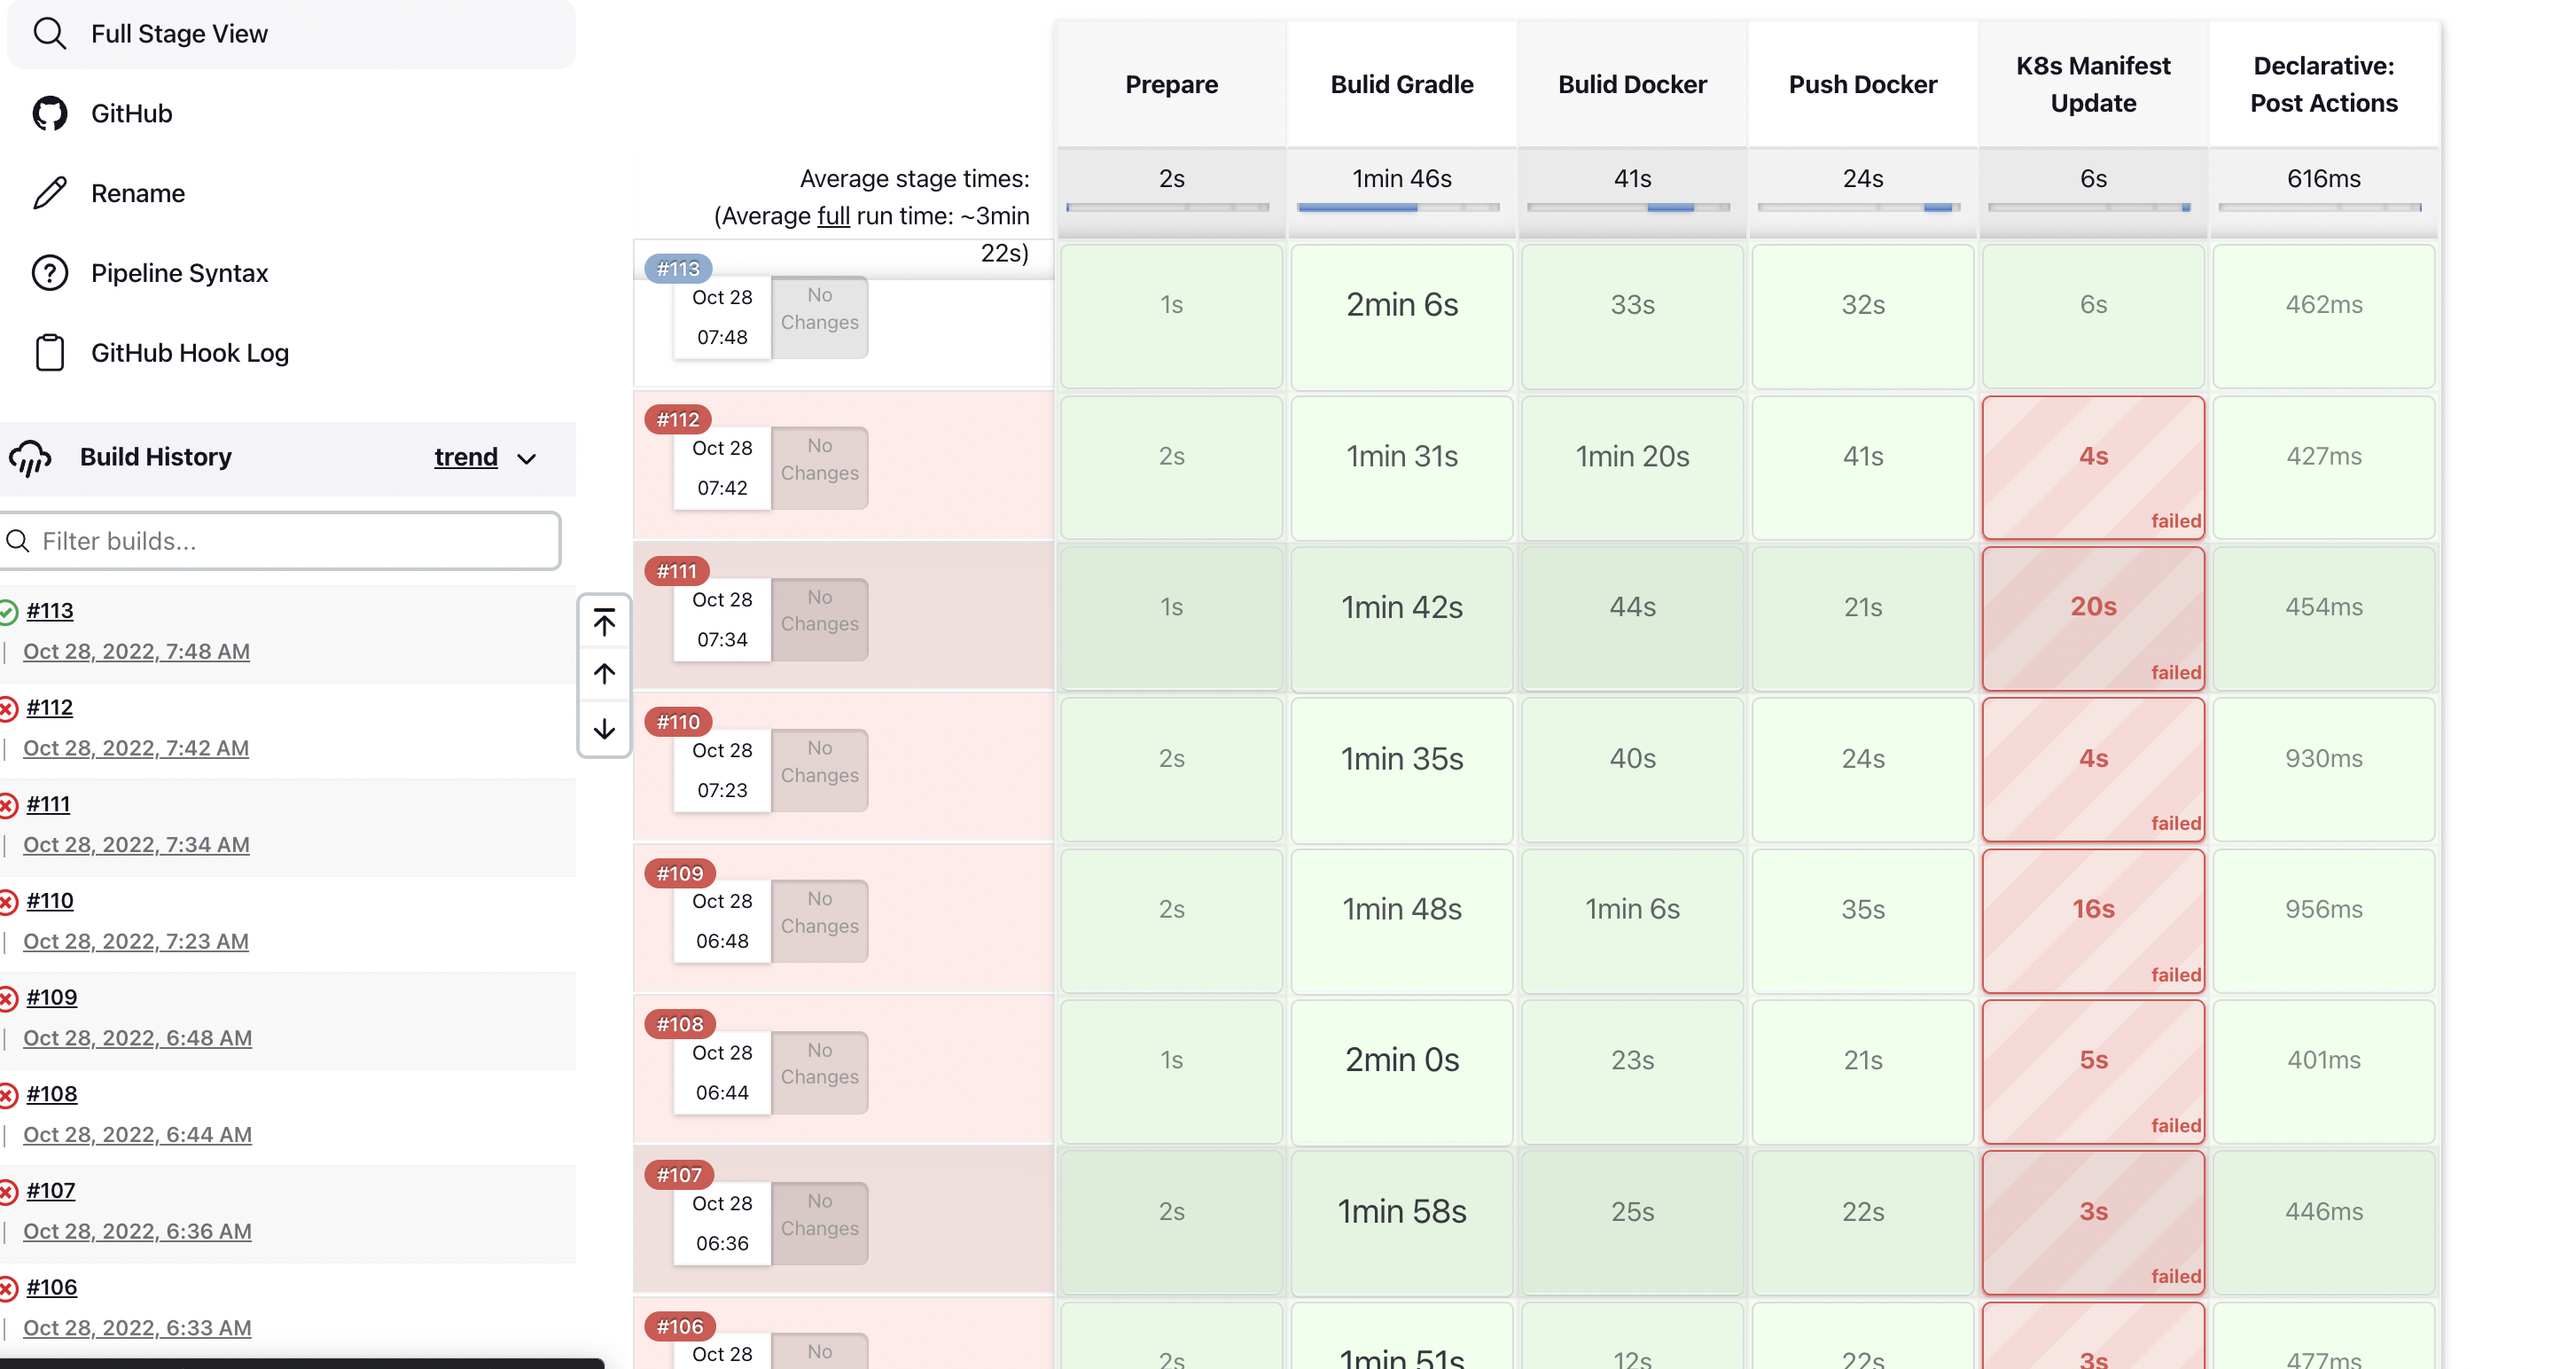 Full Stage View
GitHub
Rename
Pipeline Syntax
GitHub Hook Log
Build History trend
Filter builds...
#113
Oct 28, 2022, 7:48 AM
#112
Oct 28, 2022, 7:42 AM
#111
Oct 28, 2022, 7:34 AM
#110
Oct 28, 2022, 7:23 AM
#109
Oct 28, 2022, 6:48 AM
#108
Oct 28, 2022, 6:44 AM
#107
Oct 28, 2022, 6:36 AM
#106
Oct 28, 2022, 6:33 AM
Prepare
Bulid Gradle
Bulid Docker
Push Docker
K8s Manifest
Update
Declarative:
Post Actions
Average stage times:
(Average full run time: ~3min
22s)
2s
1min 46s
41s
24s
6s
616ms
#113
Oct 28
07:48
No
Changes
1s
2min 6s
33s
32s
6s
462ms
#112
Oct 28
07:42
No
Changes
2s
1min 31s
1min 20s
41s
4s
failed
427ms
#111
Oct 28
07:34
No
Changes
1s
1min 42s
44s
21s
20s
failed
454ms
#110
Oct 28
07:23
No
Changes
2s
1min 35s
40s
24s
4s
failed
930ms
#109
Oct 28
06:48
No
Changes
2s
1min 48s
1min 6s
35s
16s
failed
956ms
#108
Oct 28
06:44
No
Changes
1s
2min 0s
23s
21s
5s
failed
401ms
#107
Oct 28
06:36
No
Changes
2s
1min 58s
25s
22s
3s
failed
446ms
#106
Oct 28
No
2s
1min 51s
12s
22s
3s
477ms